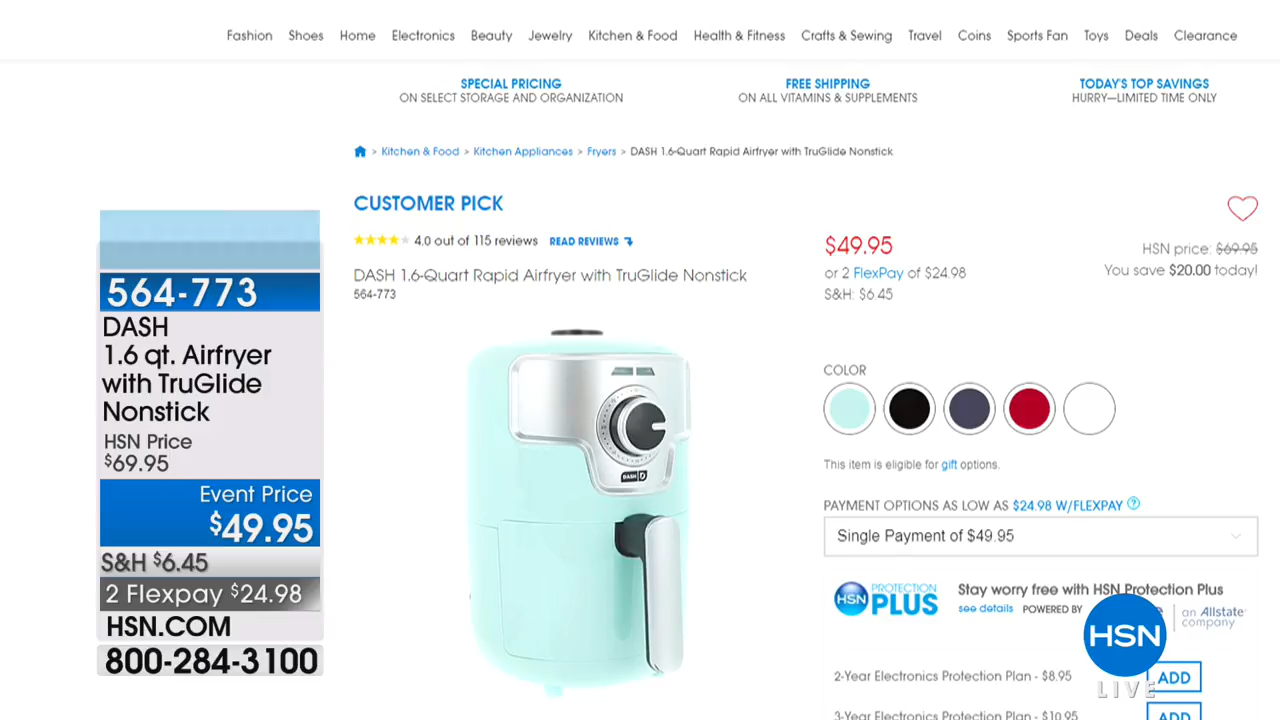 Fashion Shoes Home Electronics Beauty Jewelry Kitchen & Food Health & Fitness Crafts & Sewing Travel Coins Sports Fan Toys Deals Clearance
SPECIAL PRICING
ON SELECT STORAGE AND ORGANIZATION
FREE SHIPPING
ON ALL VITAMINS & SUPPLEMENTS
TODAY'S TOP SAVINGS
HURRY—LIMITED TIME ONLY
> Kitchen & Food > Kitchen Appliances > Fryers > DASH 1.6-Quart Rapid Airfryer with TruGlide Nonstick
564-773
DASH
1.6 qt. Airfryer
with TruGlide
Nonstick
HSN Price
$69.95
Event Price
$49.95
S&H $6.45
2 Flexpay $24.98
HSN.COM
800-284-3100
CUSTOMER PICK
4.0 out of 115 reviews READ REVIEWS
DASH 1.6-Quart Rapid Airfryer with TruGlide Nonstick
564-773
DASH
$49.95
or 2 FlexPay of $24.98
S&H: $6.45
HSN price: $69.95
You save $20.00 today!
COLOR
This item is eligible for gift options.
PAYMENT OPTIONS AS LOW AS $24.98 W/FLEXPAY ?
Single Payment of $49.95
HSN PROTECTION
PLUS
Stay worry free with HSN Protection Plus
see details POWERED BY
an Allstate
company
HSN
LIVE
2-Year Electronics Protection Plan - $8.95 ADD
3-Year Electronics Protection Plan - $10.95 ADD